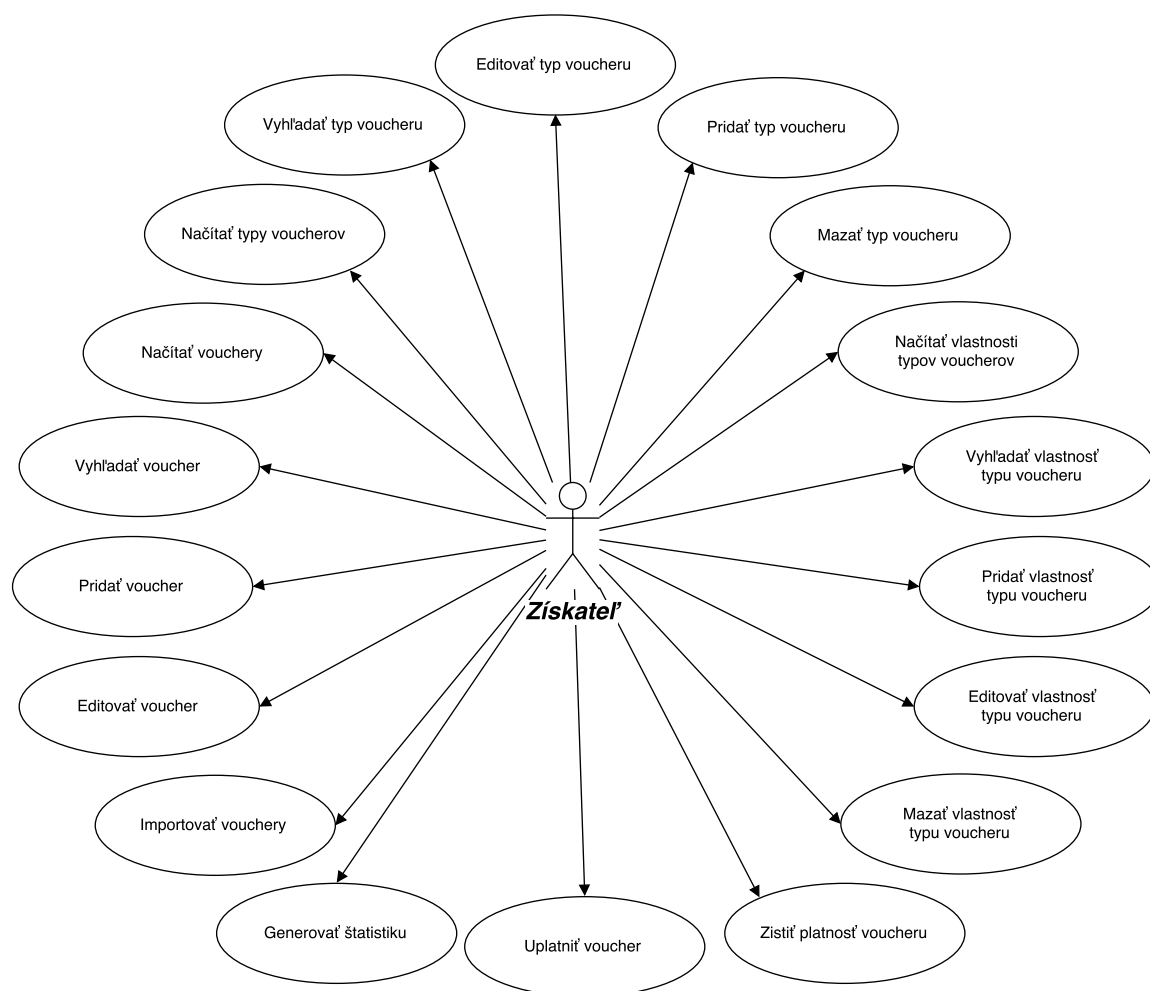 Editovať typ voucheru
Vyhľadať typ voucheru
Pridať typ voucheru
Načítať typy voucherov
Mazať typ voucheru
Načítať vouchery
Načítať vlastnosti
typov voucherov
Vyhľadať voucher
Vyhľadať vlastnosť
typu voucheru
Pridať voucher
Pridať vlastnosť
typu voucheru
Získateľ
Editovať voucher
Editovať vlastnosť
typu voucheru
Importovať vouchery
Mazať vlastnosť
typu voucheru
Generovať štatistiku
Uplatniť voucher
Zistiť platnosť voucheru